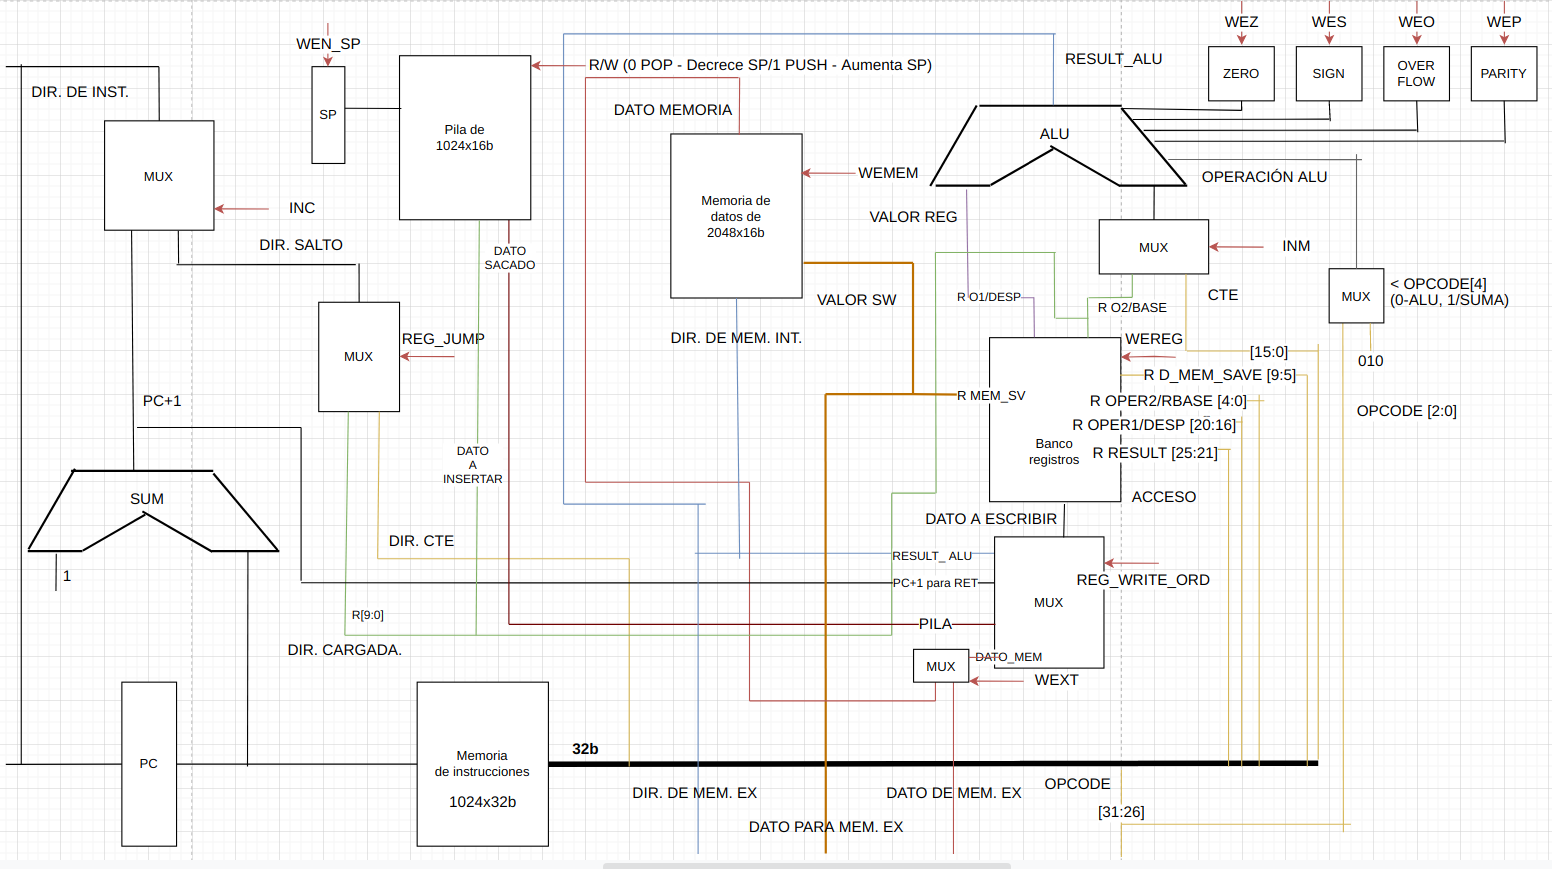 WEZ
WES
WEO
WEP
WEN_SP
R/W (0 POP - Decrece SP/1 PUSH - Aumenta SP)
RESULT_ALU
ZERO
SIGN
OVER
FLOW
PARITY
DIR. DE INST.
SP
DATO MEMORIA
Pila de
1024x16b
ALU
MUX
WEMEM
OPERACIÓN ALU
INC
Memoria de
datos de
2048x16b
VALOR REG
DIR. SALTO
DATO
SACADO
MUX
INM
VALOR SW
R O1/DESP
R O2/BASE
CTE
MUX
< OPCODE[4]
(0-ALU, 1/SUMA)
REG_JUMP
DIR. DE MEM. INT.
WEREG
MUX
[15:0]
010
R D_MEM_SAVE [9:5]
PC+1
R MEM_SV
R OPER2/RBASE [4:0]
OPCODE [2:0]
R OPER1/DESP [20:16]
Banco
registros
R RESULT [25:21]
DATO
A
INSERTAR
SUM
ACCESO
DATO A ESCRIBIR
DIR. CTE
RESULT_ ALU
1
PC+1 para RET
REG_WRITE_ORD
MUX
R[9:0]
PILA
DIR. CARGADA.
DATO_MEM
MUX
WEXT
32b
PC
Memoria
de instrucciones
1024x32b
OPCODE
DIR. DE MEM. EX
DATO DE MEM. EX
[31:26]
DATO PARA MEM. EX